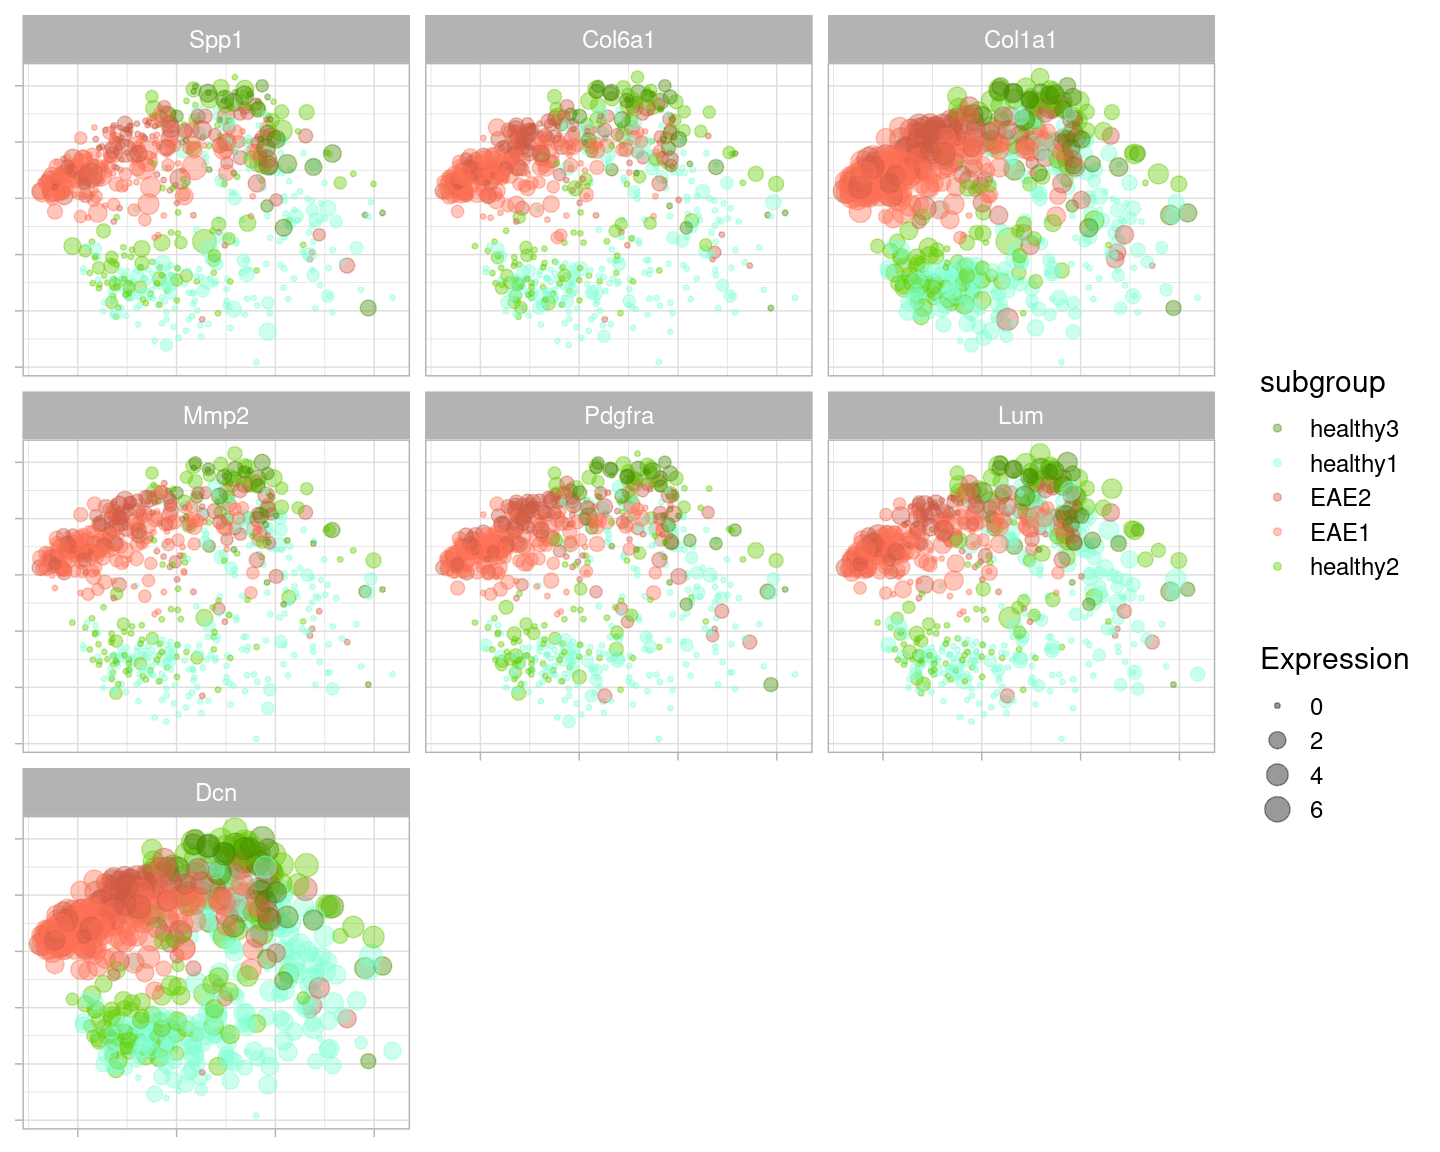 Spp1
Col6a1
Col1a1
Mmp2
Pdgfra
Lum
Dcn
subgroup
healthy3
healthy1
EAE2
EAE1
healthy2
Expression
0
2
4
6